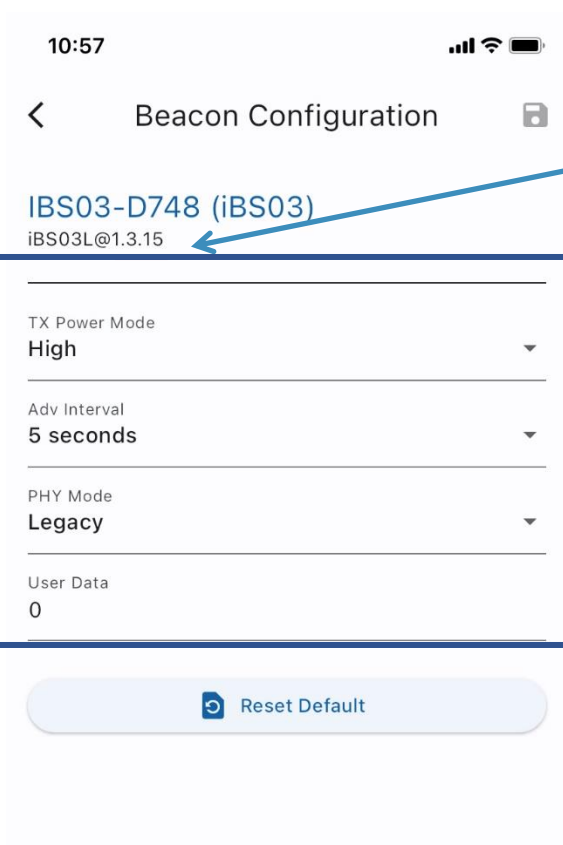 10:57
Beacon Configuration
IBS03-D748 (iBS03)
iBS03L@1.3.15
TX Power Mode
High
Adv Interval
5 seconds
PHY Mode
Legacy
User Data
0
Reset Default